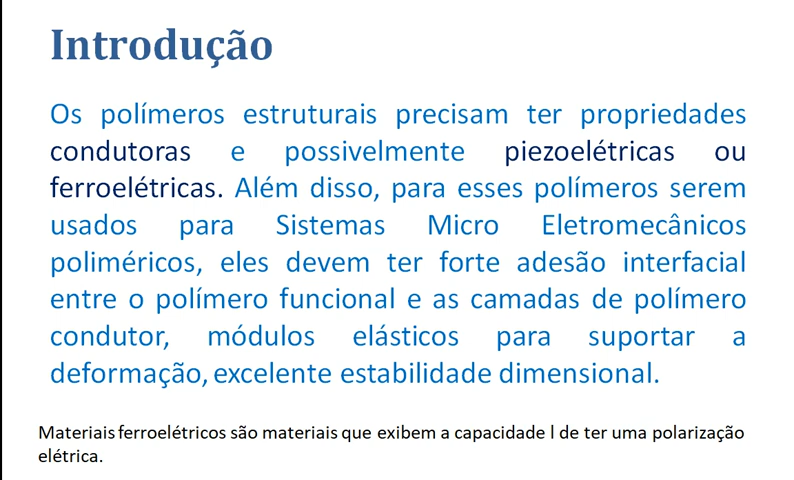 Introdução
Os polímeros estruturais precisam ter propriedades
condutoras e possivelmente piezoelétricas ou
ferroelétricas. Além disso, para esses polímeros serem
usados para Sistemas Micro Eletromecânicos
poliméricos, eles devem ter forte adesão interfacial
entre o polímero funcional e as camadas de polímero
condutor, módulos elásticos para suportar a
deformação, excelente estabilidade dimensional.
Materiais ferroelétricos são materiais que exibem a capacidade l de ter uma polarização
elétrica.